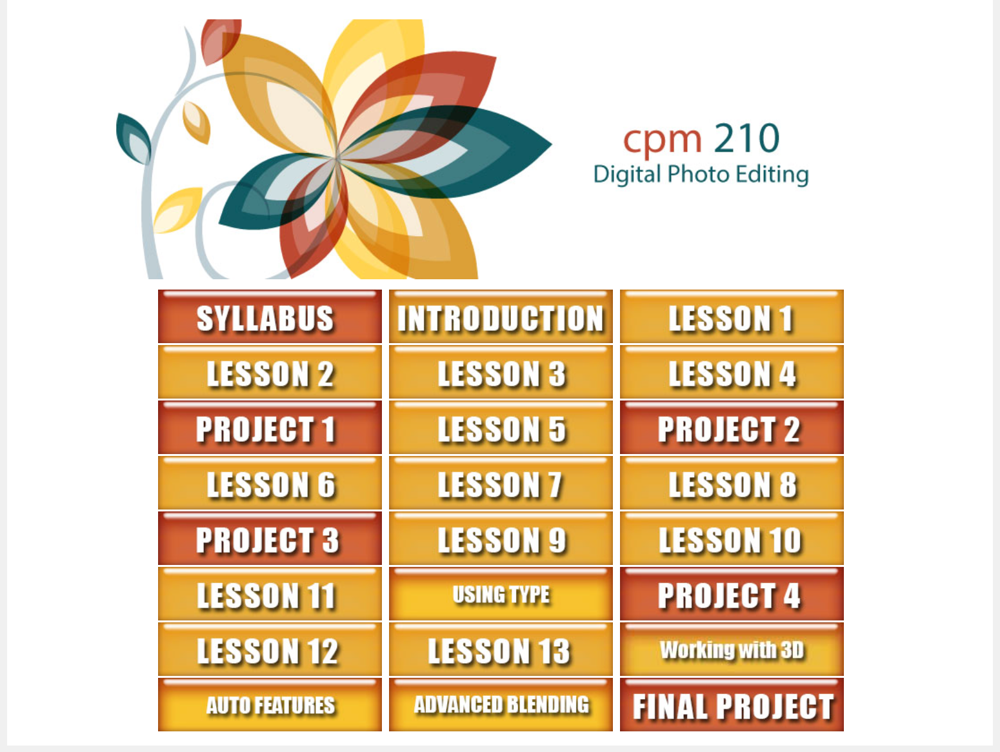 cpm 210
Digital Photo Editing
SYLLABUS
INTRODUCTION
LESSON 1
LESSON 2
LESSON 3
LESSON 4
PROJECT 1
LESSON 5
PROJECT 2
LESSON 6
LESSON 7
LESSON 8
PROJECT 3
LESSON 9
LESSON 10
LESSON 11
USING TYPE
PROJECT 4
LESSON 12
LESSON 13
Working with 3D
AUTO FEATURES
ADVANCED BLENDING
FINAL PROJECT